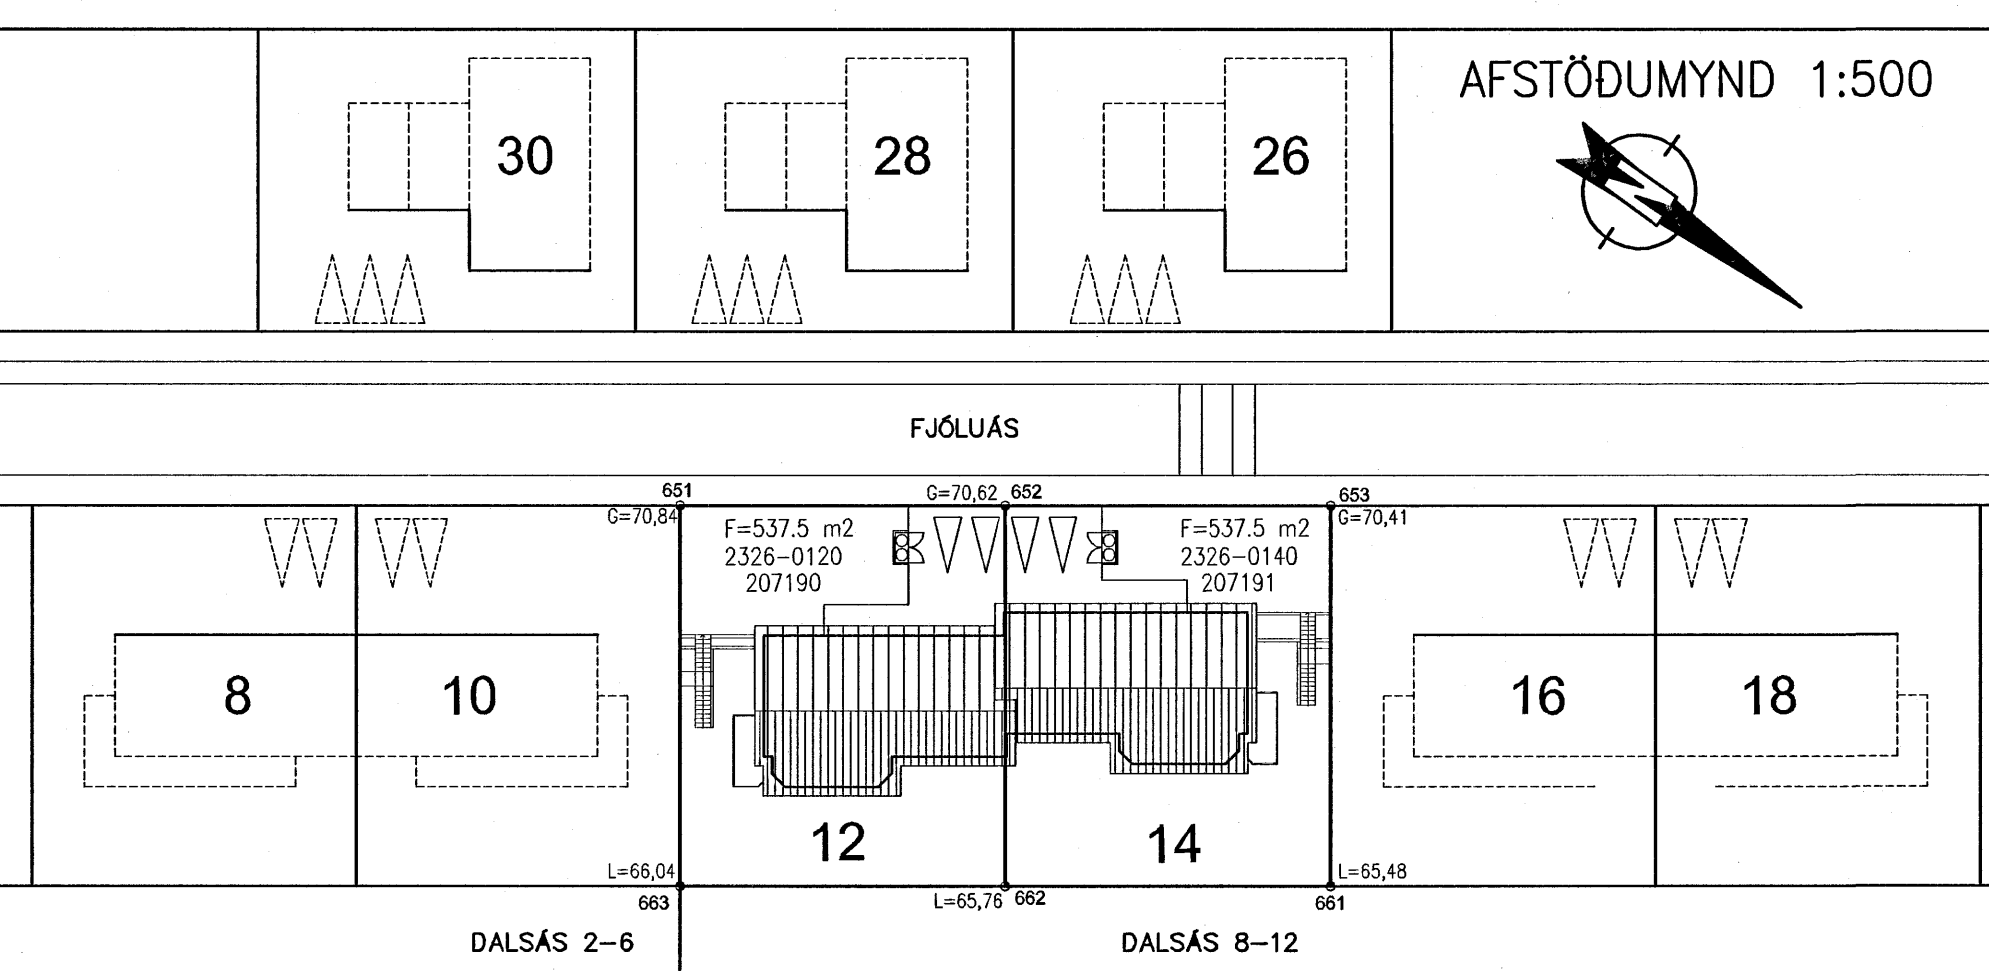 AFSTÖÐUMYND 1:500
30
28
26
FJÓLUÁS
651
G=70,62 652
653
G=70,84
G=70,41
F=537.5 m2
2326-0120
207190
F=537.5 m2
2326-0140
207191
8
10
16
18
12
14
L=66,04
L=65,48
663
L=65,76 662
661
DALSÁS 2-6
DALSÁS 8-12